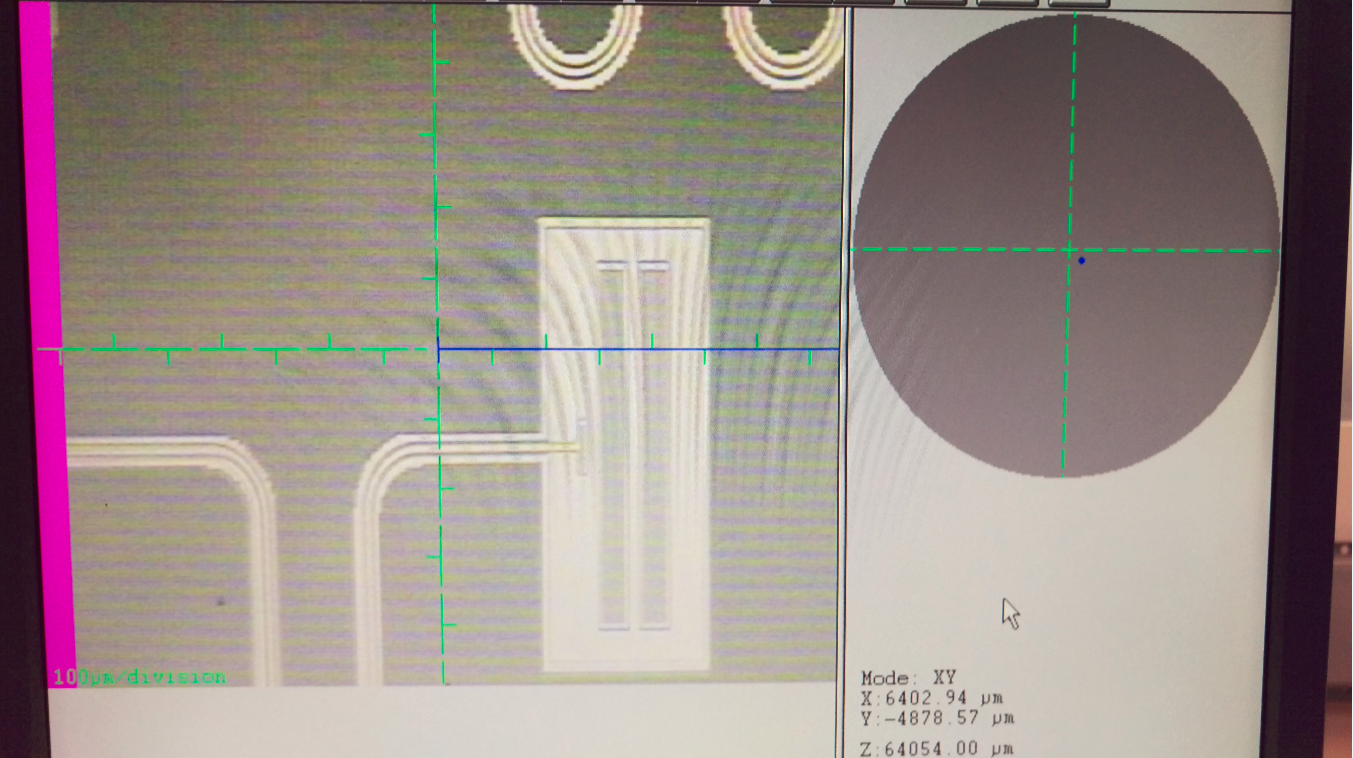 100µm/division
Mode: XY
X:6402.94 µm
Y:-4878.57 µm
Z:64054.00 µm